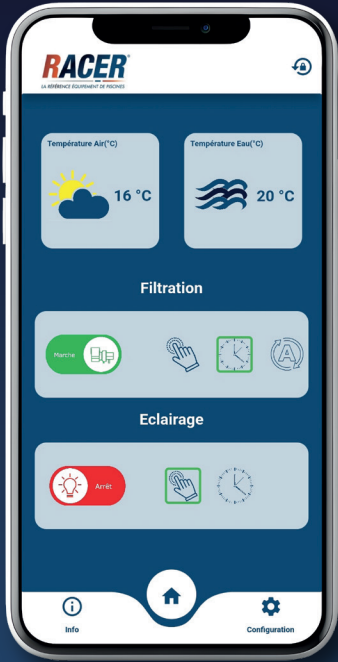 RACER
LA RÉFÉRENCE ÉQUIPEMENT DE PISCINES
Température Air(°C)
16 °C
Température Eau(°C)
20 °C
Filtration
Marche
A
Eclairage
Arrêt
Info
Configuration